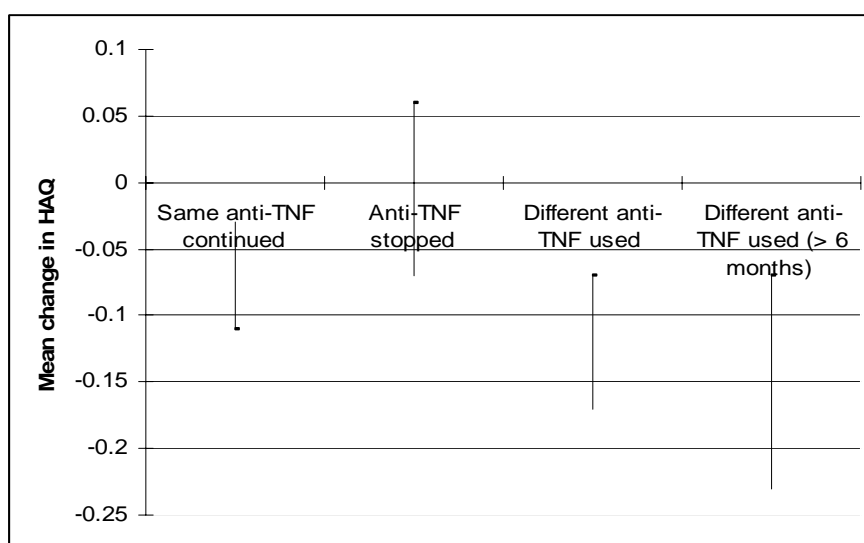 Mean change in HAQ
0.1
0.05
0
-0.05
-0.1
-0.15
-0.2
-0.25
Same anti-TNF
continued
Anti-TNF
stopped
Different anti-
TNF used
Different anti-
TNF used (> 6
months)